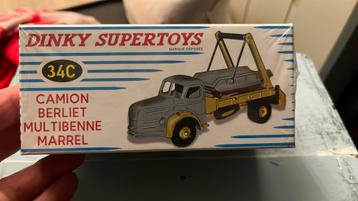 DINKY SUPERTOYS
MARQUE DÉPOSÉE
34C
CAMION
BERLIET
MULTIBENNE
MARREL